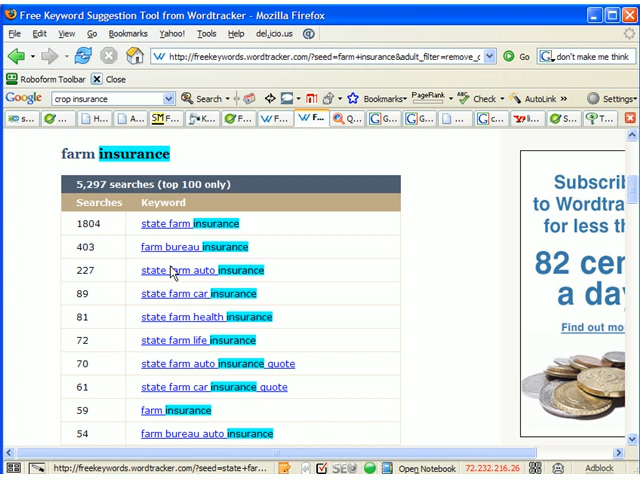 Free Keyword Suggestion Tool from Wordtracker - Mozilla Firefox
File Edit View Go Bookmarks Yahoo! Tools Help del.icio.us
http://freekeywords.wordtracker.com/?seed=farm+insurance&adult_filter=remove_o Go don't make me think
Roboform Toolbar Close
Google crop insurance Search Bookmarks PageRank Check AutoLink » Settings
farm insurance
5,297 searches (top 100 only)
Searches Keyword
1804 state farm insurance
403 farm bureau insurance
227 state farm auto insurance
89 state farm car insurance
81 state farm health insurance
72 state farm life insurance
70 state farm auto insurance quote
61 state farm car insurance quote
59 farm insurance
54 farm bureau auto insurance
Subscrib
to Wordtra
for less th
82 cen
a da
Find out mo
http://freekeywords.wordtracker.com/?seed=state+far... SEO Open Notebook 72.232.216.26 Adblock